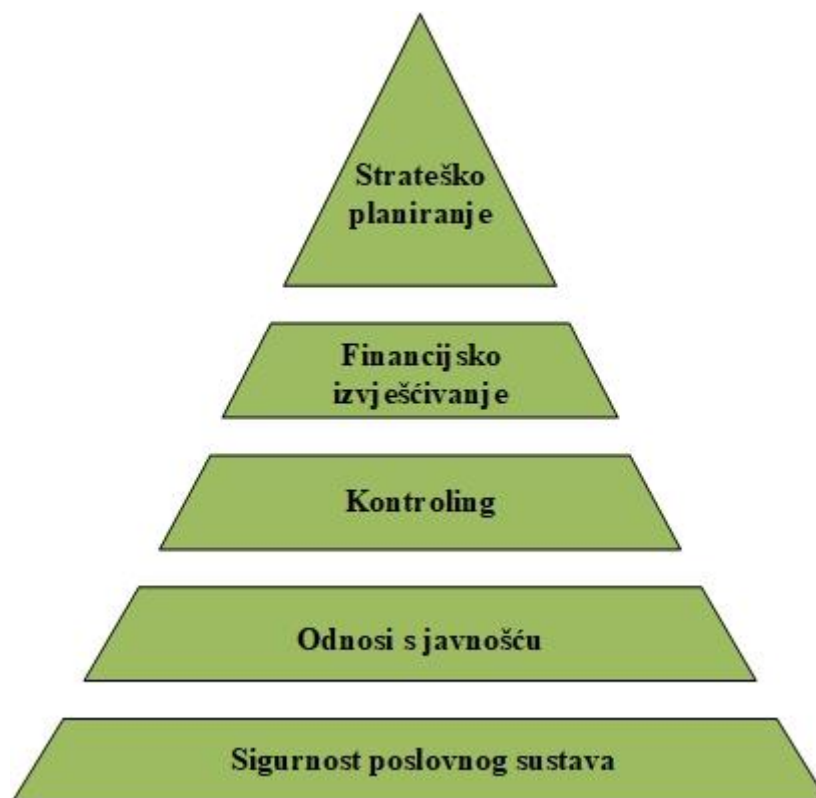 Strateško
planiranje
Financijsko
izvješćivanje
Kontroling
Odnosi s javnošću
Sigurnost poslovnog sustava